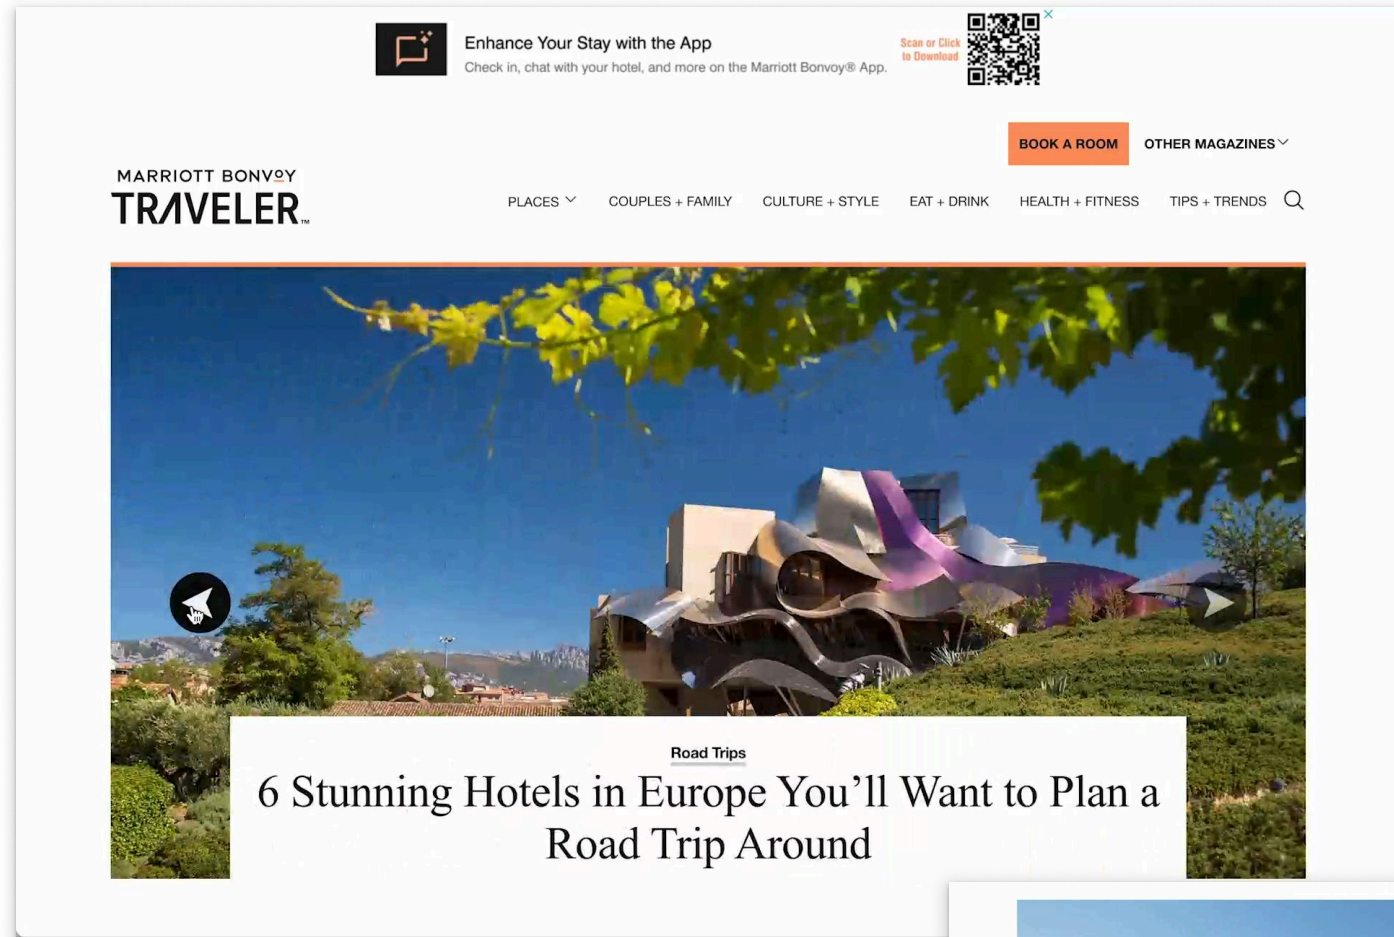 Enhance Your Stay with the App
Check in, chat with your hotel, and more on the Marriott Bonvoy® App.
Scan or Click
to Download
BOOK A ROOM
OTHER MAGAZINES
MARRIOTT BONVOY
TRAVELER™
PLACES
COUPLES + FAMILY
CULTURE + STYLE
EAT + DRINK
HEALTH + FITNESS
TIPS + TRENDS
Road Trips
6 Stunning Hotels in Europe You’ll Want to Plan a
Road Trip Around